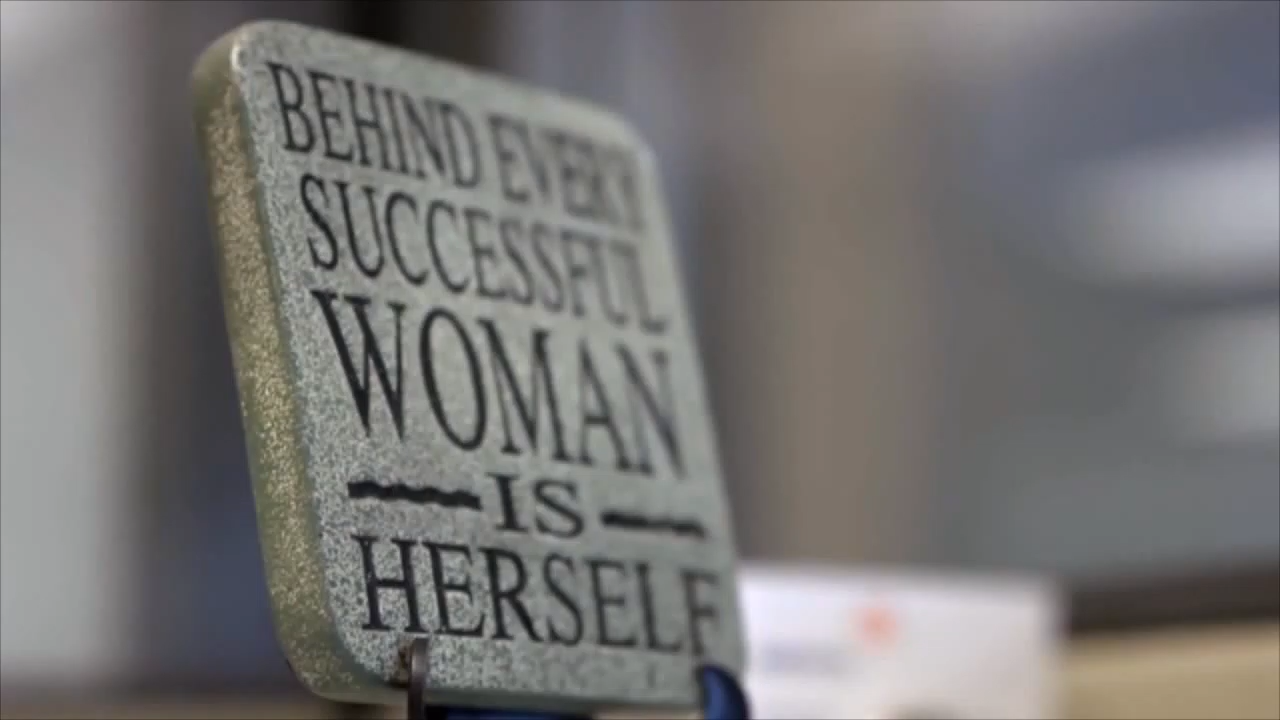 BEHIND EVERY
SUCCESSFUL
WOMAN
IS
HERSELF